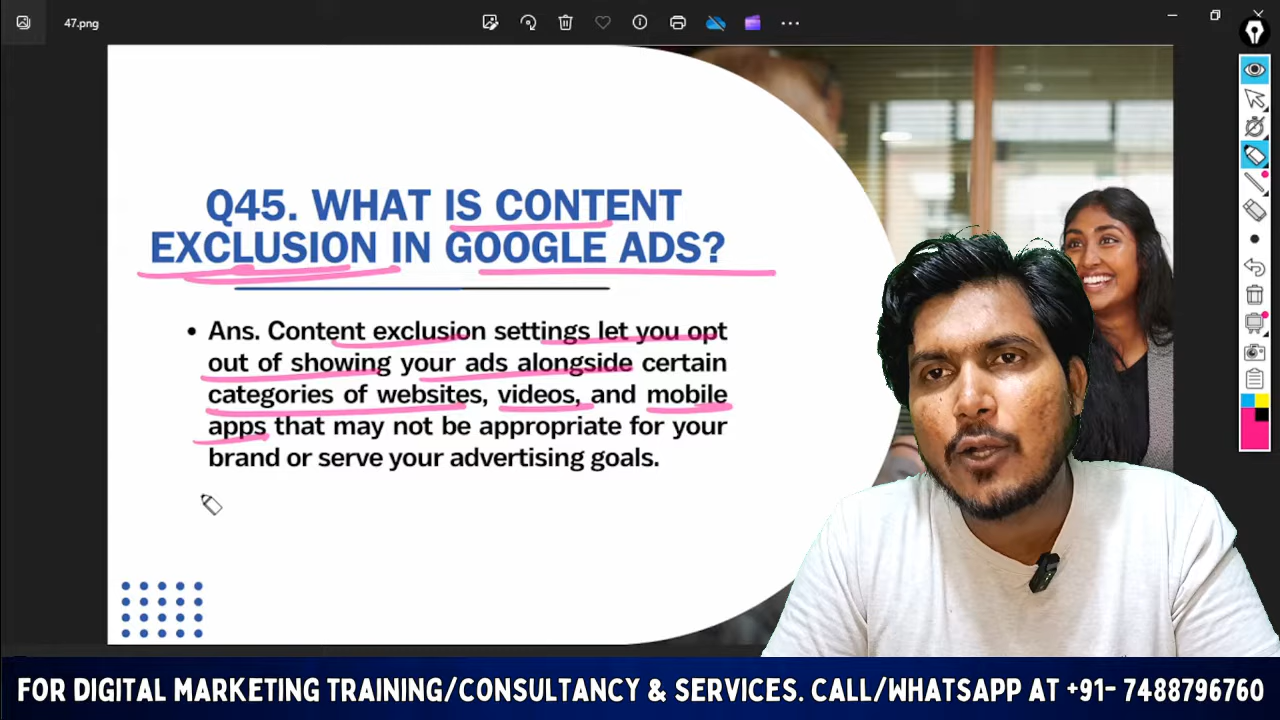 47.png
Q45. WHAT IS CONTENT
EXCLUSION IN GOOGLE ADS?
• Ans. Content exclusion settings let you opt
out of showing your ads alongside certain
categories of websites, videos, and mobile
apps that may not be appropriate for your
brand or serve your advertising goals.
FOR DIGITAL MARKETING TRAINING/CONSULTANCY & SERVICES. CALL/WHATSAPP AT +91- 7488796760